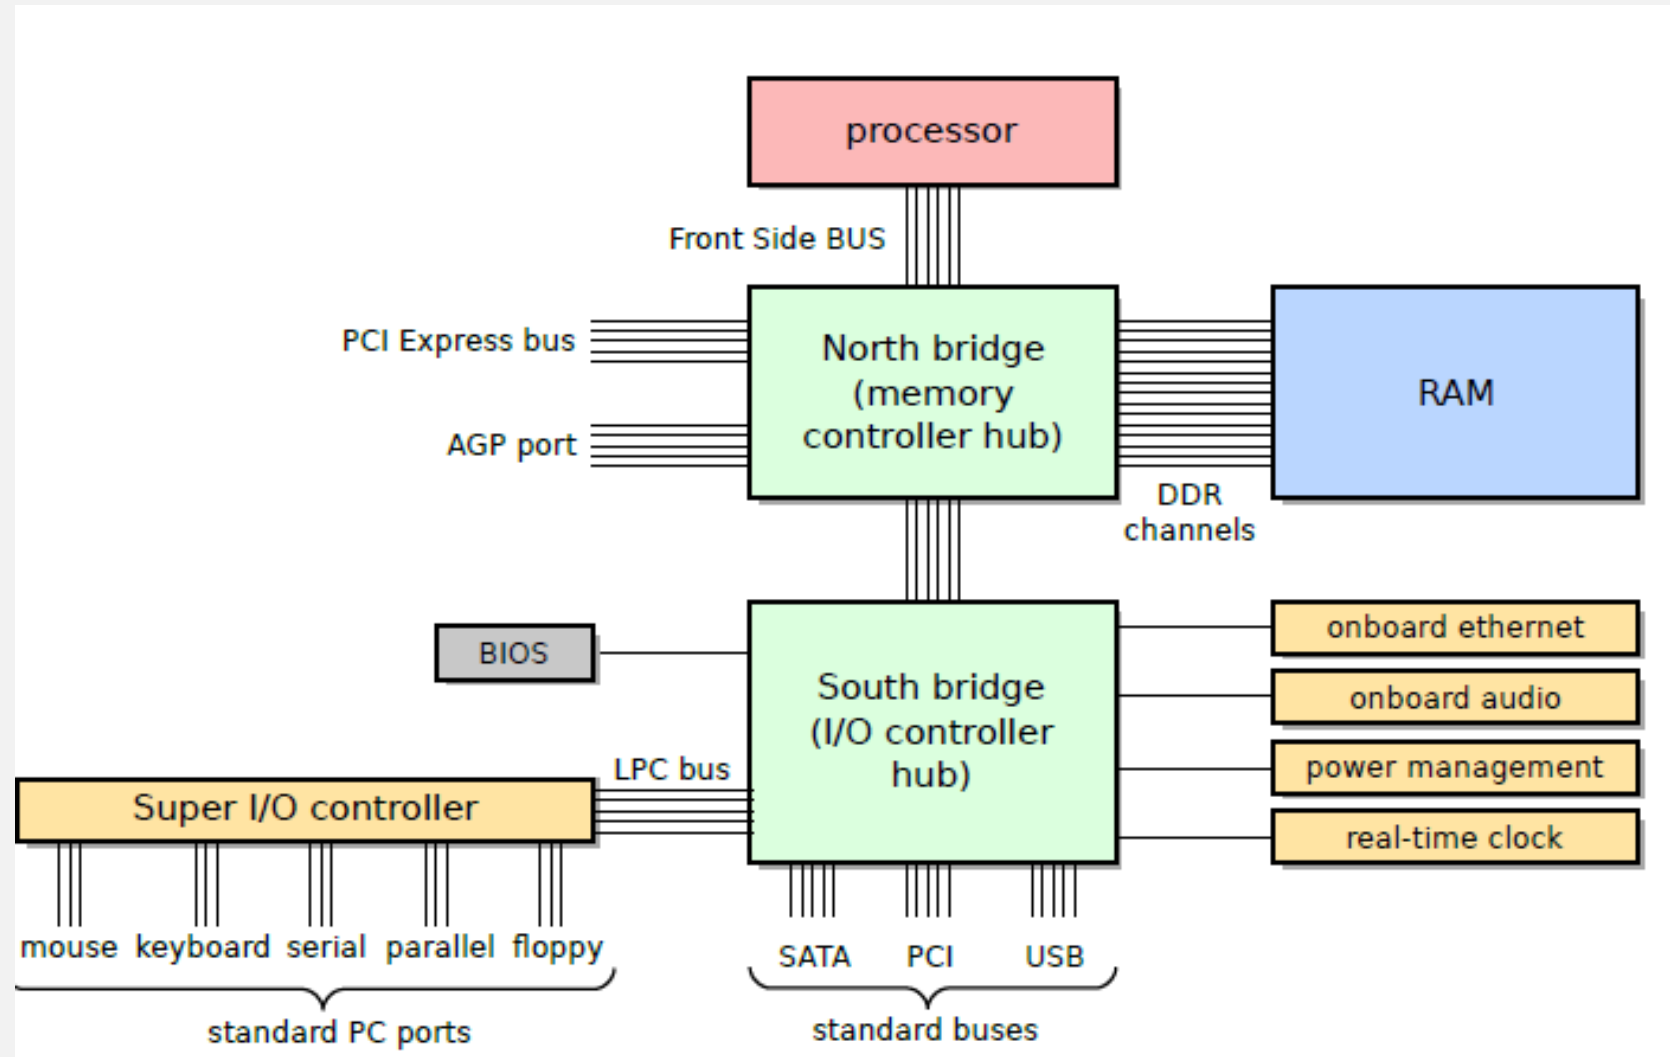 processor
Front Side BUS
PCI Express bus
North bridge
(memory
controller hub)
RAM
AGP port
DDR
channels
BIOS
South bridge
(I/O controller
hub)
onboard ethernet
onboard audio
power management
real-time clock
LPC bus
Super I/O controller
mouse keyboard serial parallel floppy
SATA PCI USB
standard PC ports
standard buses